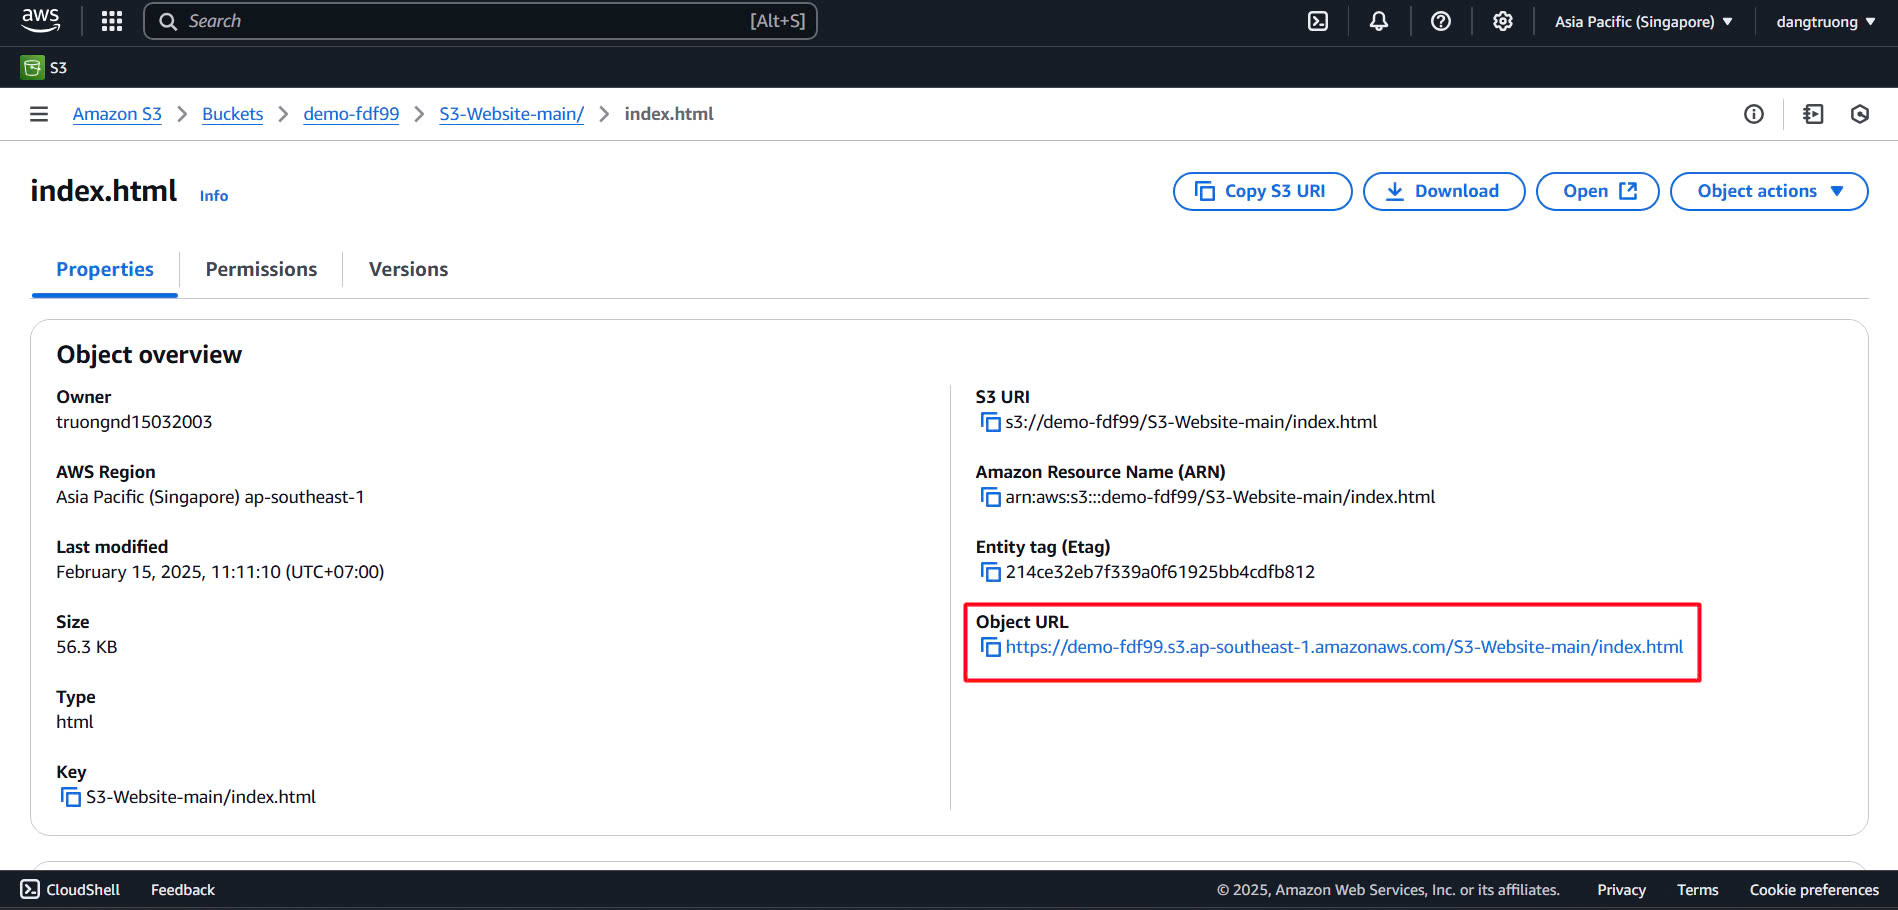 aws
Search [Alt+S]
Asia Pacific (Singapore)
dangtruong
S3
Amazon S3 > Buckets > demo-fdf99 > S3-Website-main/ > index.html
index.html Info
Copy S3 URI
Download
Open
Object actions
Properties
Permissions
Versions
Object overview
Owner
truongnd15032003
AWS Region
Asia Pacific (Singapore) ap-southeast-1
Last modified
February 15, 2025, 11:11:10 (UTC+07:00)
Size
56.3 KB
Type
html
Key
S3-Website-main/index.html
S3 URI
s3://demo-fdf99/S3-Website-main/index.html
Amazon Resource Name (ARN)
arn:aws:s3:::demo-fdf99/S3-Website-main/index.html
Entity tag (Etag)
214ce32eb7f339a0f61925bb4cdfb812
Object URL
https://demo-fdf99.s3.ap-southeast-1.amazonaws.com/S3-Website-main/index.html
CloudShell
Feedback
© 2025, Amazon Web Services, Inc. or its affiliates.
Privacy
Terms
Cookie preferences